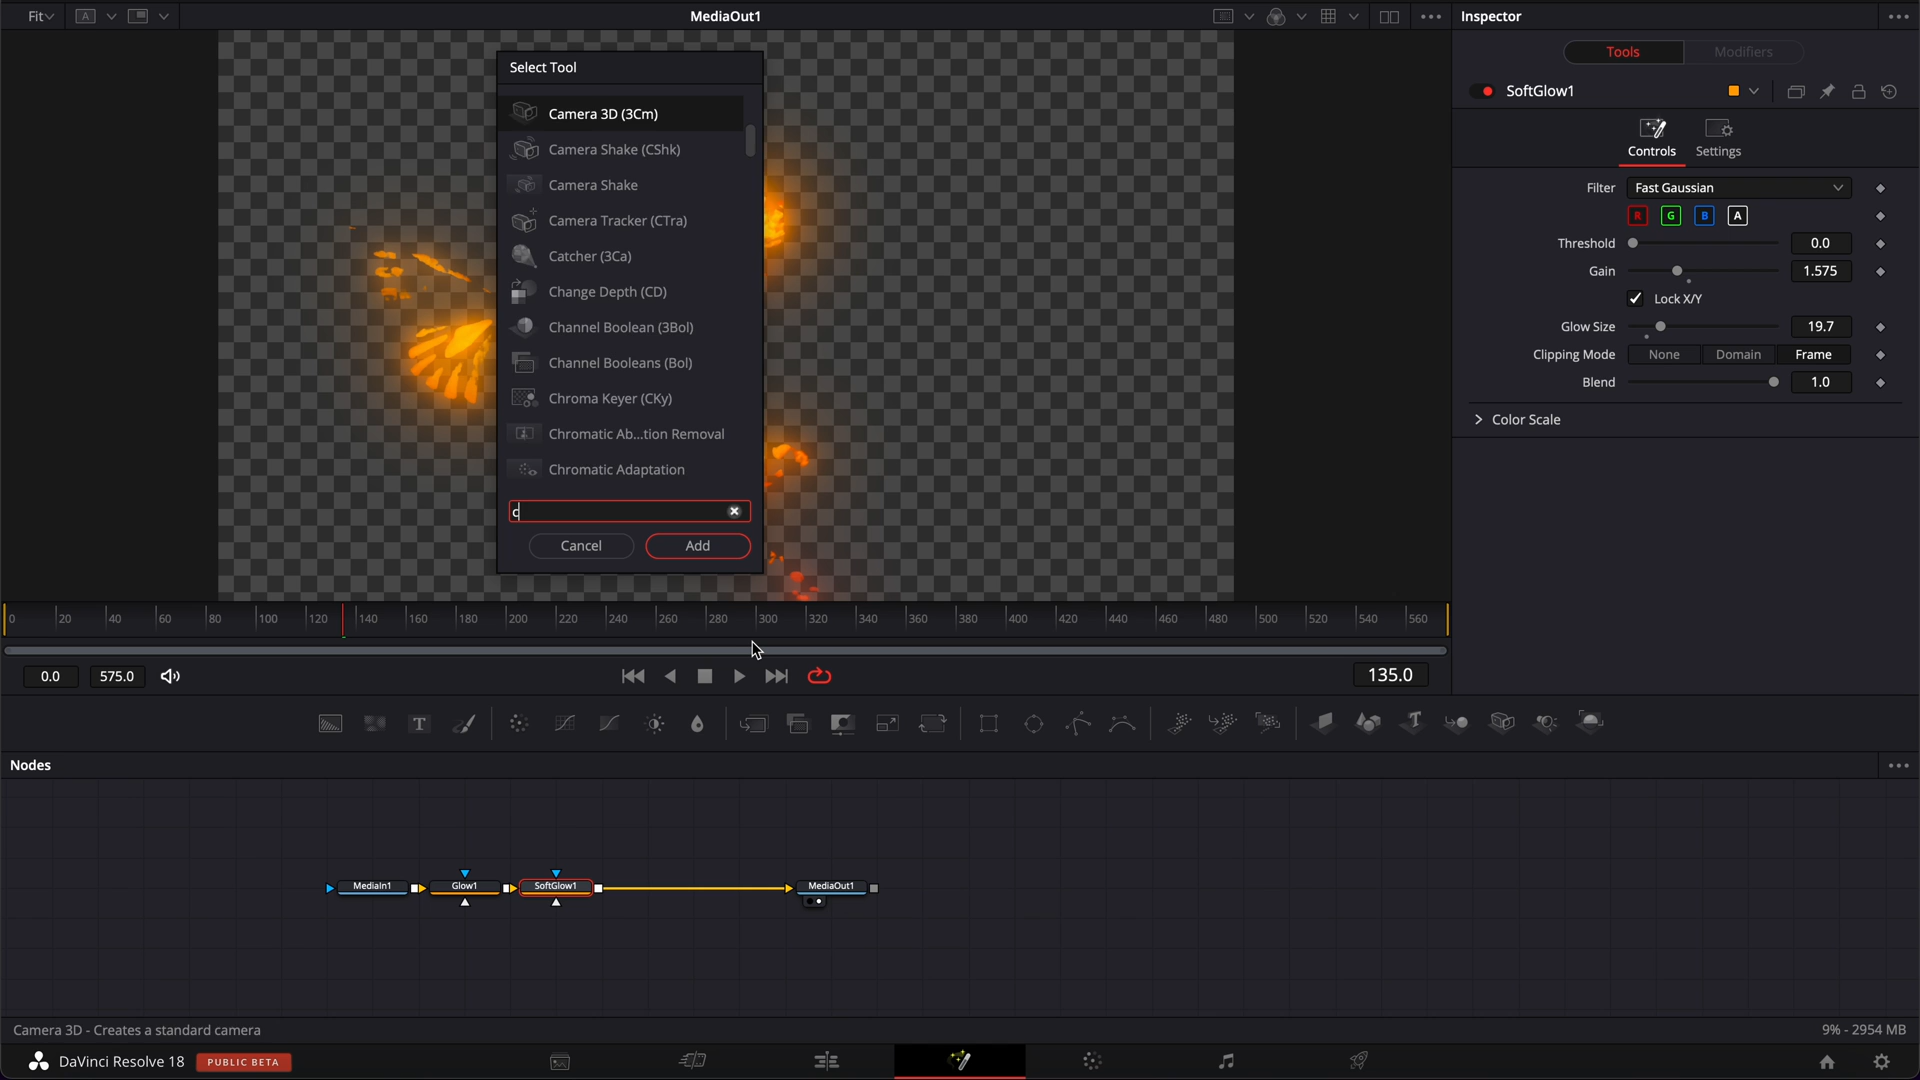 Fit
A
MediaOut1
Inspector
Tools
Modifiers
SoftGlow1
Controls
Settings
Filter
Fast Gaussian
R
G
B
A
Threshold
0.0
Gain
1.575
Lock X/Y
Glow Size
19.7
Clipping Mode
None
Domain
Frame
Blend
1.0
Color Scale
Select Tool
Camera 3D (3Cm)
Camera Shake (CShk)
Camera Shake
Camera Tracker (CTra)
Catcher (3Ca)
Change Depth (CD)
Channel Boolean (3Bol)
Channel Booleans (Bol)
Chroma Keyer (CKy)
Chromatic Ab...tion Removal
Chromatic Adaptation
c
Cancel
Add
0 20 40 60 80 100 120 140 160 180 200 220 240 260 280 300 320 340 360 380 400 420 440 460 480 500 520 540 560
0.0
575.0
135.0
T
Nodes
MediaIn1
Glow1
SoftGlow1
MediaOut1
Camera 3D - Creates a standard camera
9% - 2954 MB
DaVinci Resolve 18
PUBLIC BETA